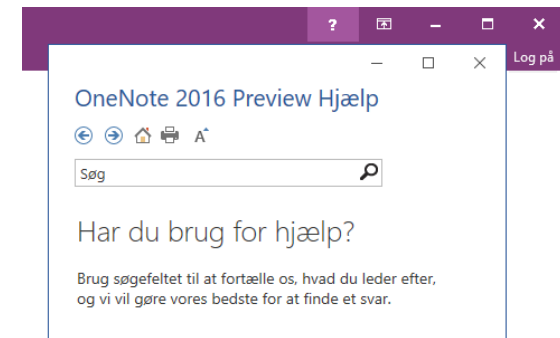 ?
Log på
OneNote 2016 Preview Hjælp
A
Søg
Har du brug for hjælp?
Brug søgefeltet til at fortælle os, hvad du leder efter,
og vi vil gøre vores bedste for at finde et svar.